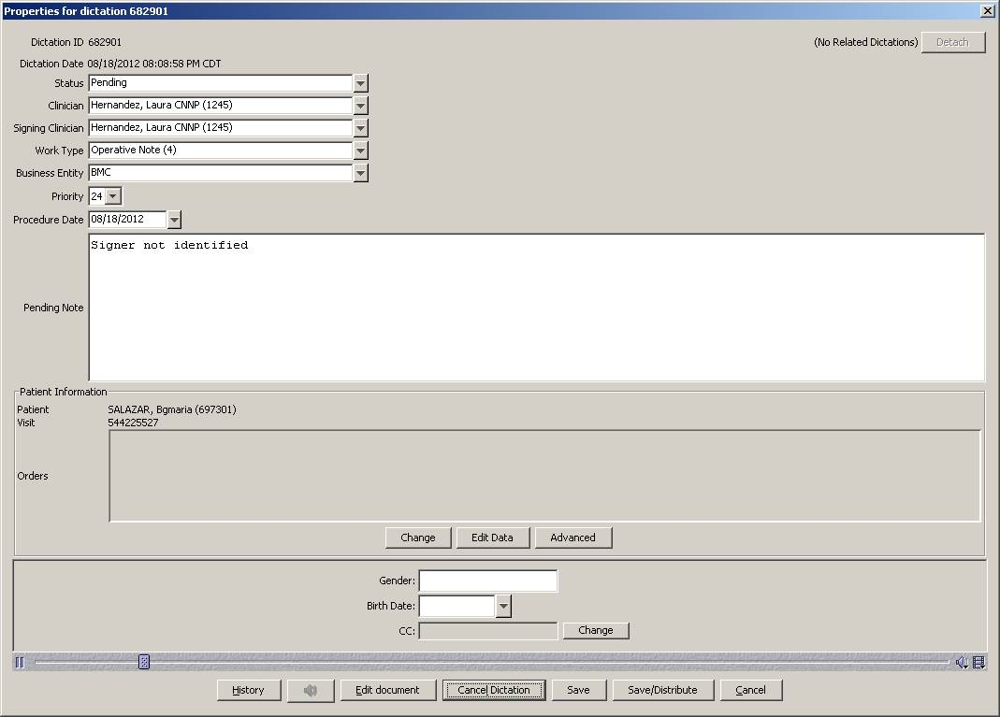 Properties for dictation 682901
Dictation ID 682901
(No Related Dictations) Detach
Dictation Date 08/18/2012 08:08:58 PM CDT
Status Pending
Clinician Hernandez, Laura CNNP (1245)
Signing Clinician Hernandez, Laura CNNP (1245)
Work Type Operative Note (4)
Business Entity BMC
Priority 24
Procedure Date 08/18/2012
Signer not identified
Pending Note
Patient Information
Patient SALAZAR, Bgmaria (697301)
Visit 544225527
Orders
Change Edit Data Advanced
Gender:
Birth Date:
CC: Change
History Edit document Cancel Dictation Save Save/Distribute Cancel